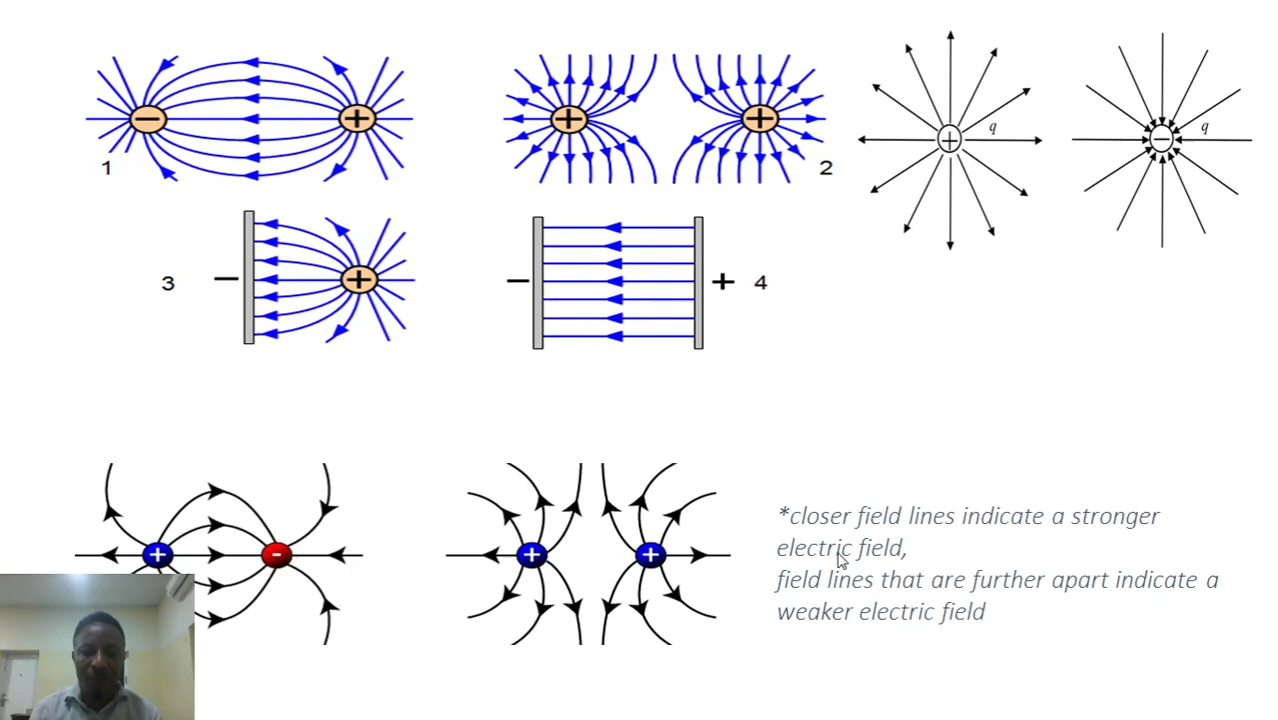 − + 
1
+ +
2
+ q
− q
3
− +
− + 4
+ -
+ +
*closer field lines indicate a stronger
electric field,
field lines that are further apart indicate a
weaker electric field